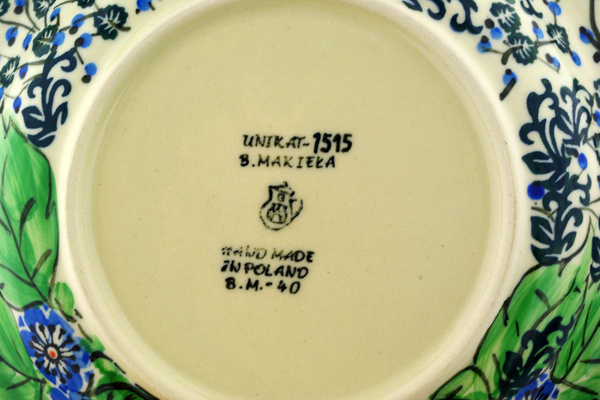 UNIKAT-1515
B.MAKIEŁA
HAND MADE
IN POLAND
B.M.-40